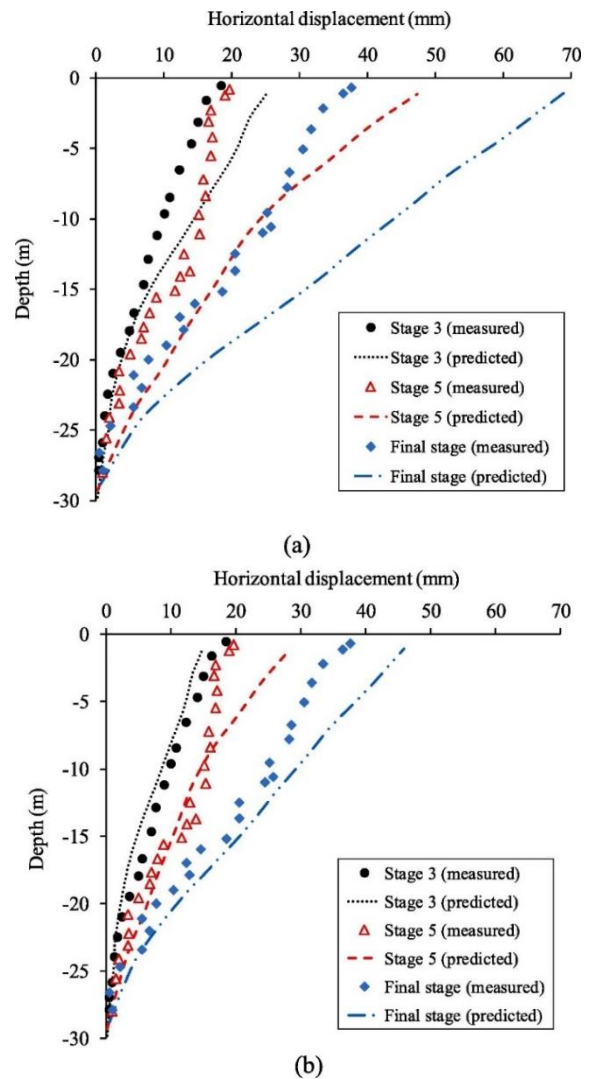 Horizontal displacement (mm)
0 10 20 30 40 50 60 70
0
-5
-10
-15
-20
-25
-30
Depth (m)
Stage 3 (measured)
Stage 3 (predicted)
Stage 5 (measured)
Stage 5 (predicted)
Final stage (measured)
Final stage (predicted)
(a)
Horizontal displacement (mm)
0 10 20 30 40 50 60 70
0
-5
-10
-15
-20
-25
-30
Depth (m)
Stage 3 (measured)
Stage 3 (predicted)
Stage 5 (measured)
Stage 5 (predicted)
Final stage (measured)
Final stage (predicted)
(b)